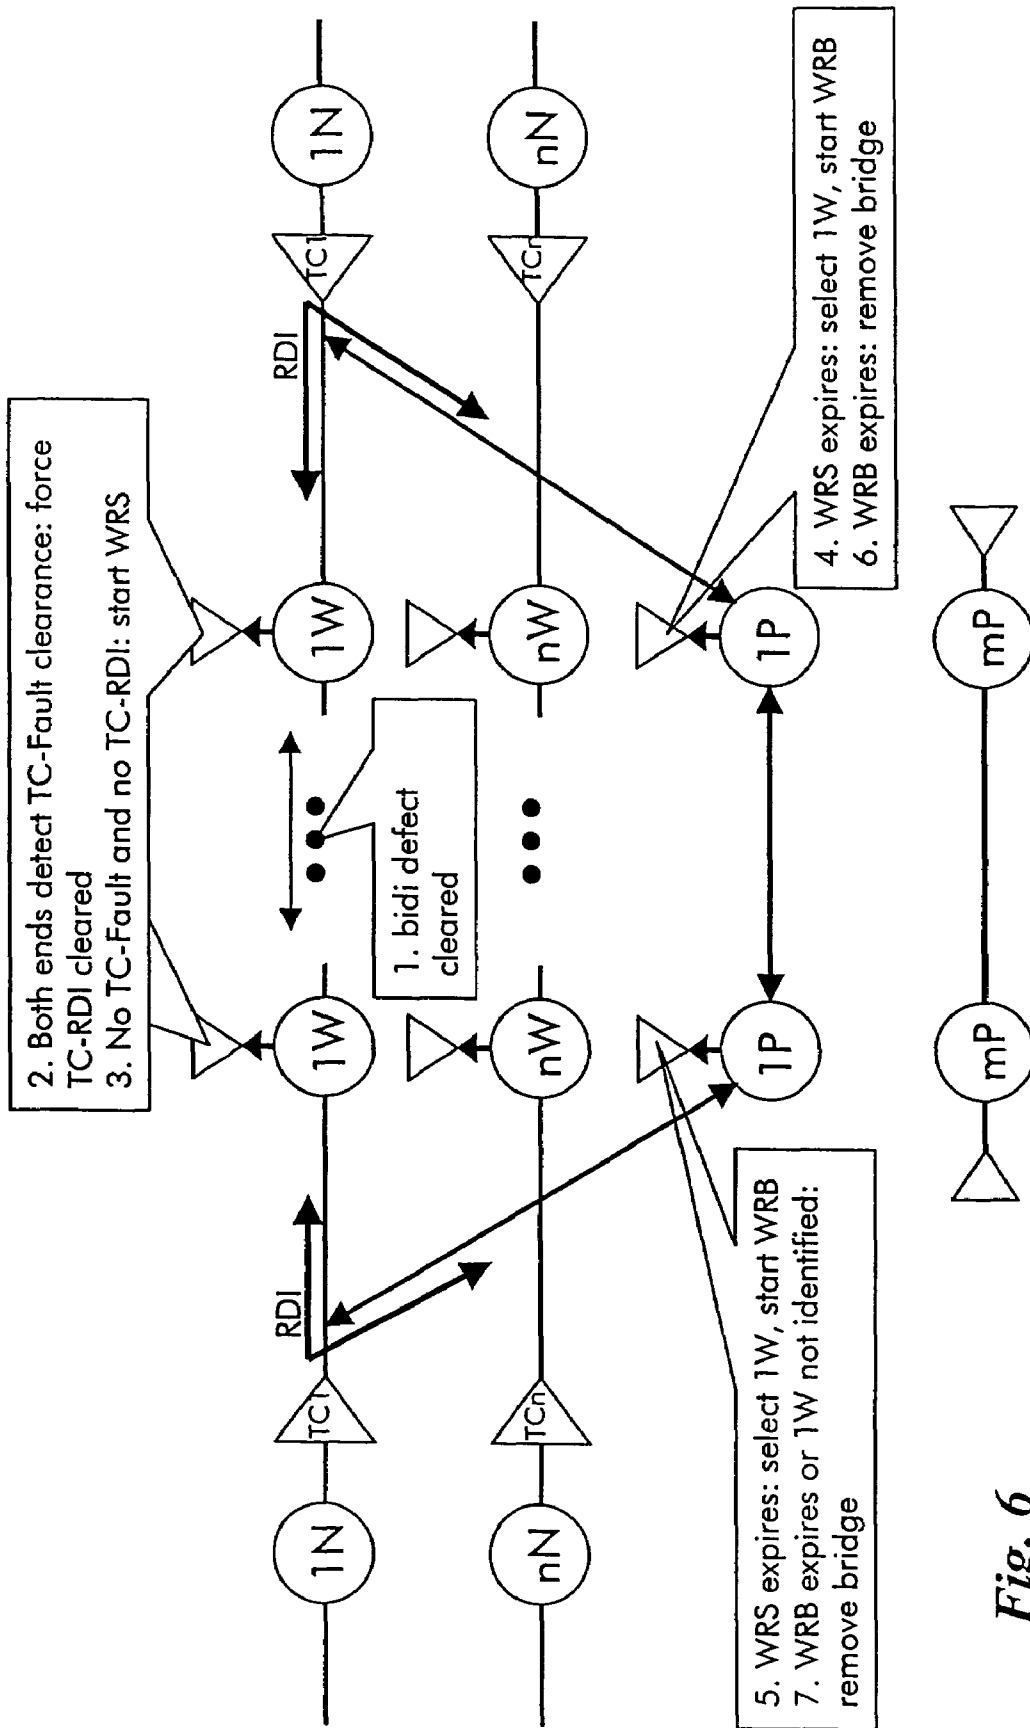 2. Both ends detect TC-Fault clearance: force
TC-RDI cleared
3. No TC-Fault and no TC-RDI: start WRS
1N
TC1
RDI
1W
1W
RDI
TC1
1N
1. bidi defect
cleared
nN
TCn
nW
nW
TCn
nN
1P
1P
5. WRS expires: select 1W, start WRB
7. WRB expires or 1W not identified:
remove bridge
4. WRS expires: select 1W, start WRB
6. WRB expires: remove bridge
mP
mP
Fig. 6